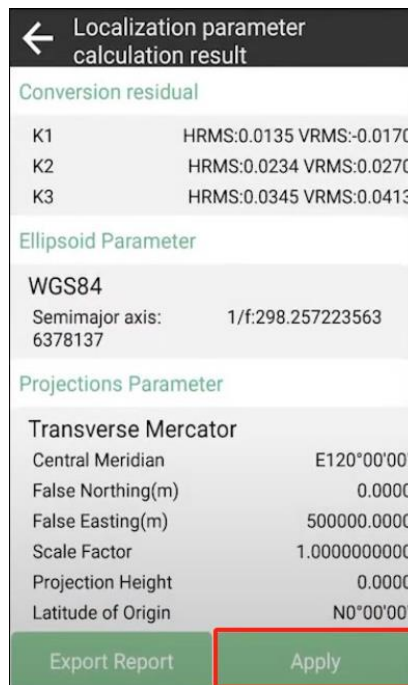 Localization parameter
calculation result
Conversion residual
K1 HRMS:0.0135 VRMS:-0.0170
K2 HRMS:0.0234 VRMS:0.0270
K3 HRMS:0.0345 VRMS:0.0413
Ellipsoid Parameter
WGS84
Semimajor axis: 1/f:298.257223563
6378137
Projections Parameter
Transverse Mercator
Central Meridian E120°00'00"
False Northing(m) 0.0000
False Easting(m) 500000.0000
Scale Factor 1.0000000000
Projection Height 0.0000
Latitude of Origin N0°00'00"
Export Report Apply